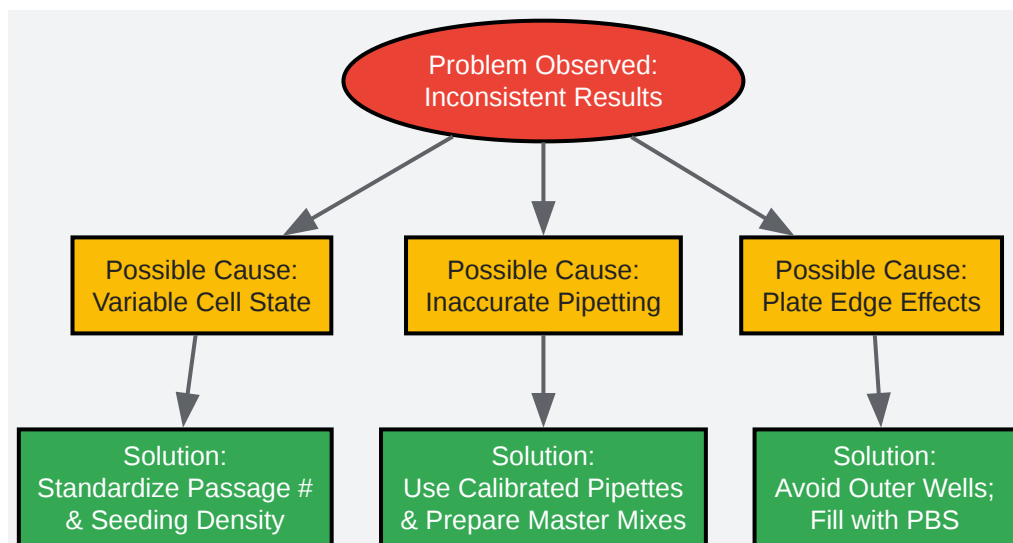 Problem Observed:
Inconsistent Results
Possible Cause:
Variable Cell State
Possible Cause:
Inaccurate Pipetting
Possible Cause:
Plate Edge Effects
Solution:
Standardize Passage #
& Seeding Density
Solution:
Use Calibrated Pipettes
& Prepare Master Mixes
Solution:
Avoid Outer Wells;
Fill with PBS